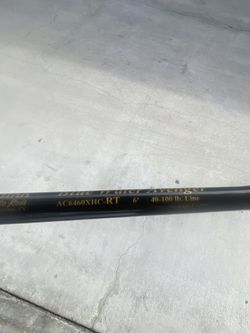 Blue Water Avenger
AC6460XHC-RT 6' 40-100 lb. Line